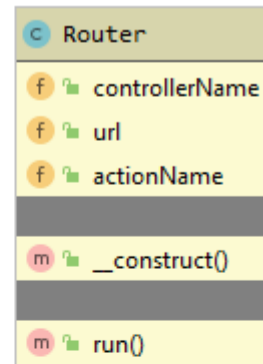 C Router
f controllerName
f url
f actionName
m __construct()
m run()